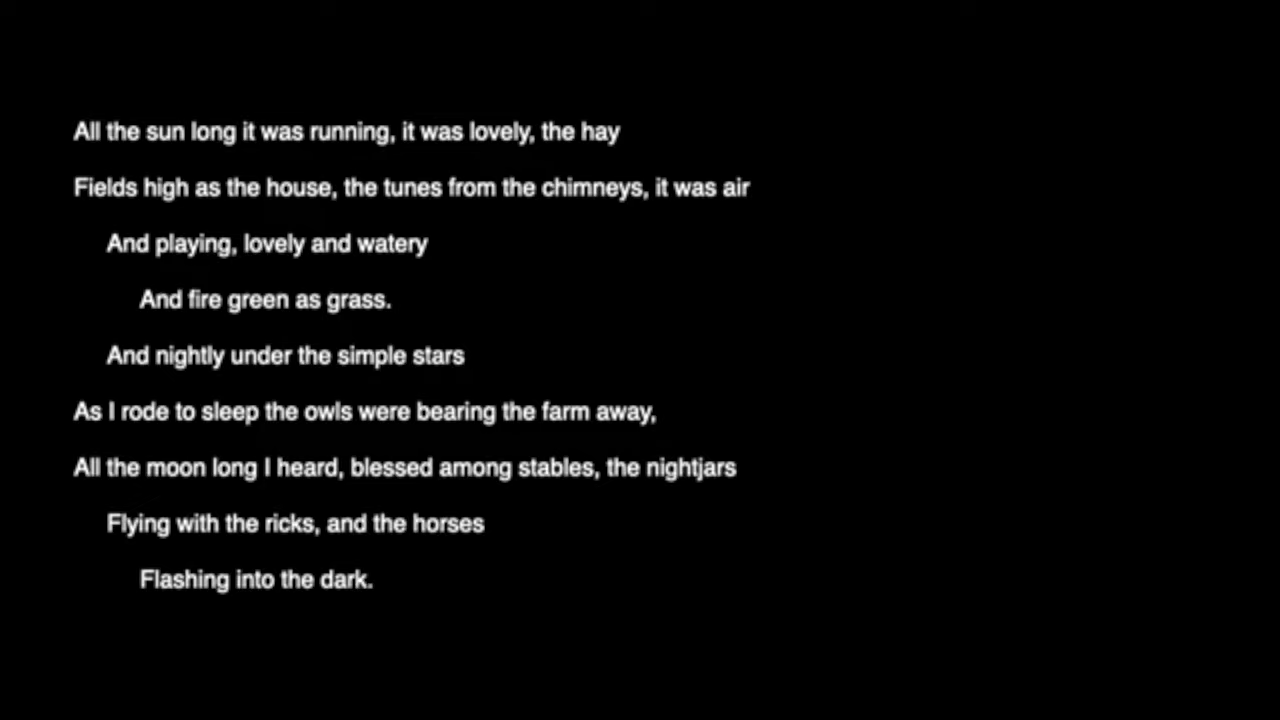 All the sun long it was running, it was lovely, the hay
Fields high as the house, the tunes from the chimneys, it was air
And playing, lovely and watery
And fire green as grass.
And nightly under the simple stars
As I rode to sleep the owls were bearing the farm away,
All the moon long I heard, blessed among stables, the nightjars
Flying with the ricks, and the horses
Flashing into the dark.